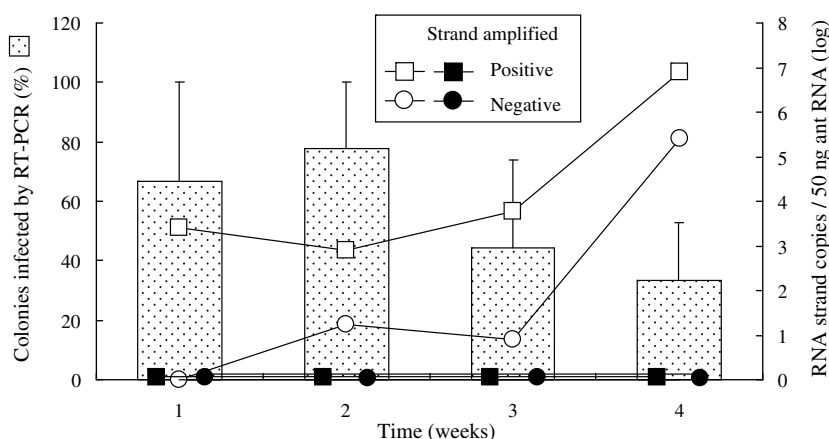 120
100
80
60
40
20
0
Colonies infected by RT-PCR (%)
Strand amplified
Positive
Negative
8
7
6
5
4
3
2
1
0
RNA strand copies / 50 ng ant RNA (log)
1 2 3 4
Time (weeks)